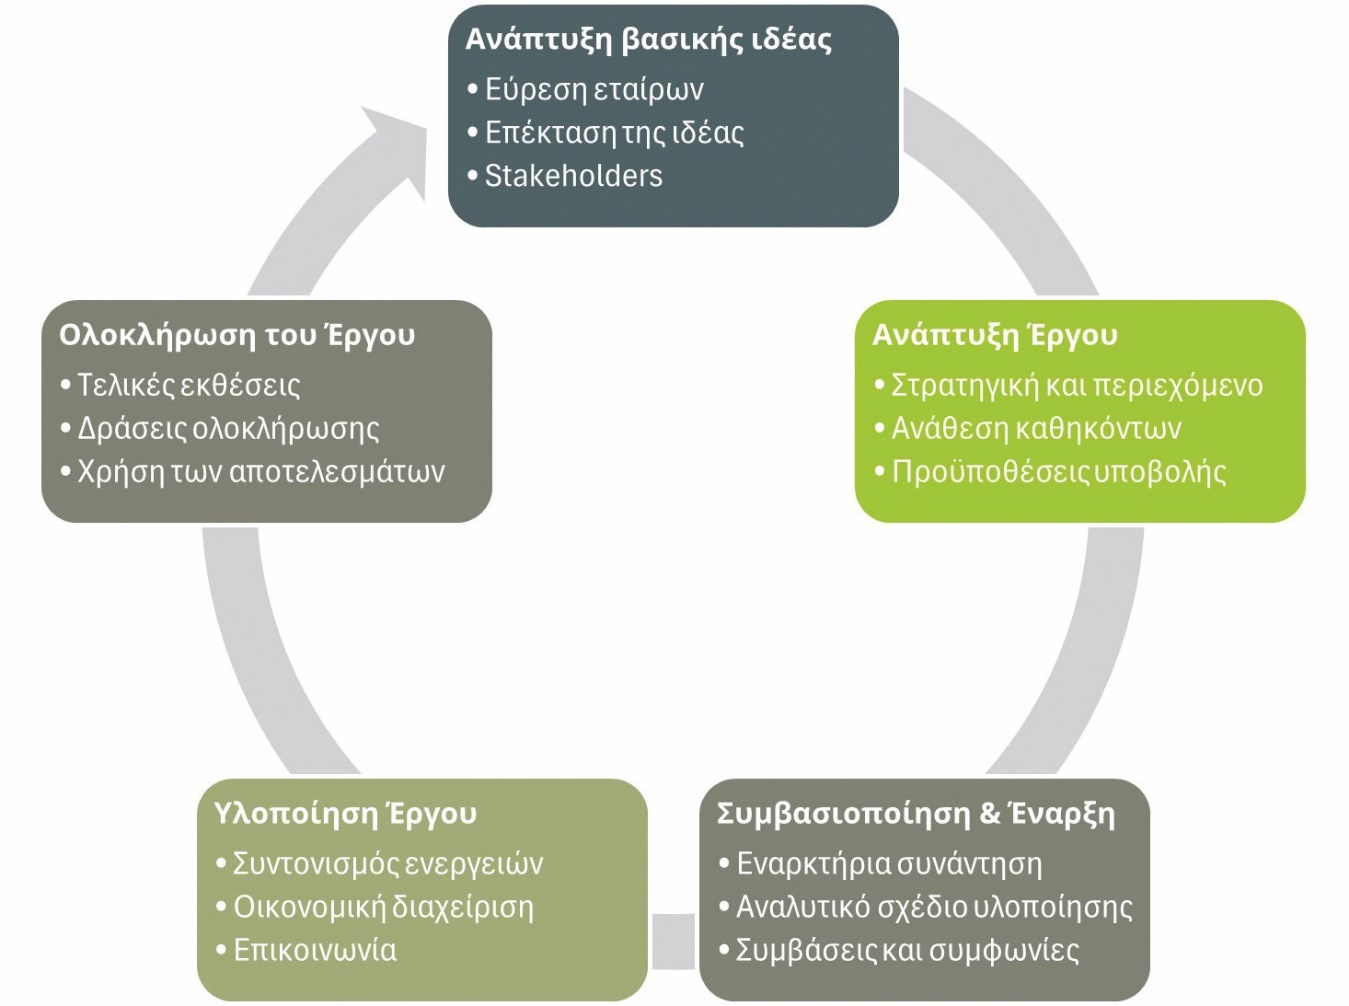 Ανάπτυξη βασικής ιδέας
• Εύρεση εταίρων
• Επέκταση της ιδέας
• Stakeholders
Ανάπτυξη Έργου
• Στρατηγική και περιεχόμενο
• Ανάθεση καθηκόντων
• Προϋποθέσεις υποβολής
Συμβασιοποίηση & Έναρξη
• Εναρκτήρια συνάντηση
• Αναλυτικό σχέδιο υλοποίησης
• Συμβάσεις και συμφωνίες
Υλοποίηση Έργου
• Συντονισμός ενεργειών
• Οικονομική διαχείριση
• Επικοινωνία
Ολοκλήρωση του Έργου
• Τελικές εκθέσεις
• Δράσεις ολοκλήρωσης
• Χρήση των αποτελεσμάτων